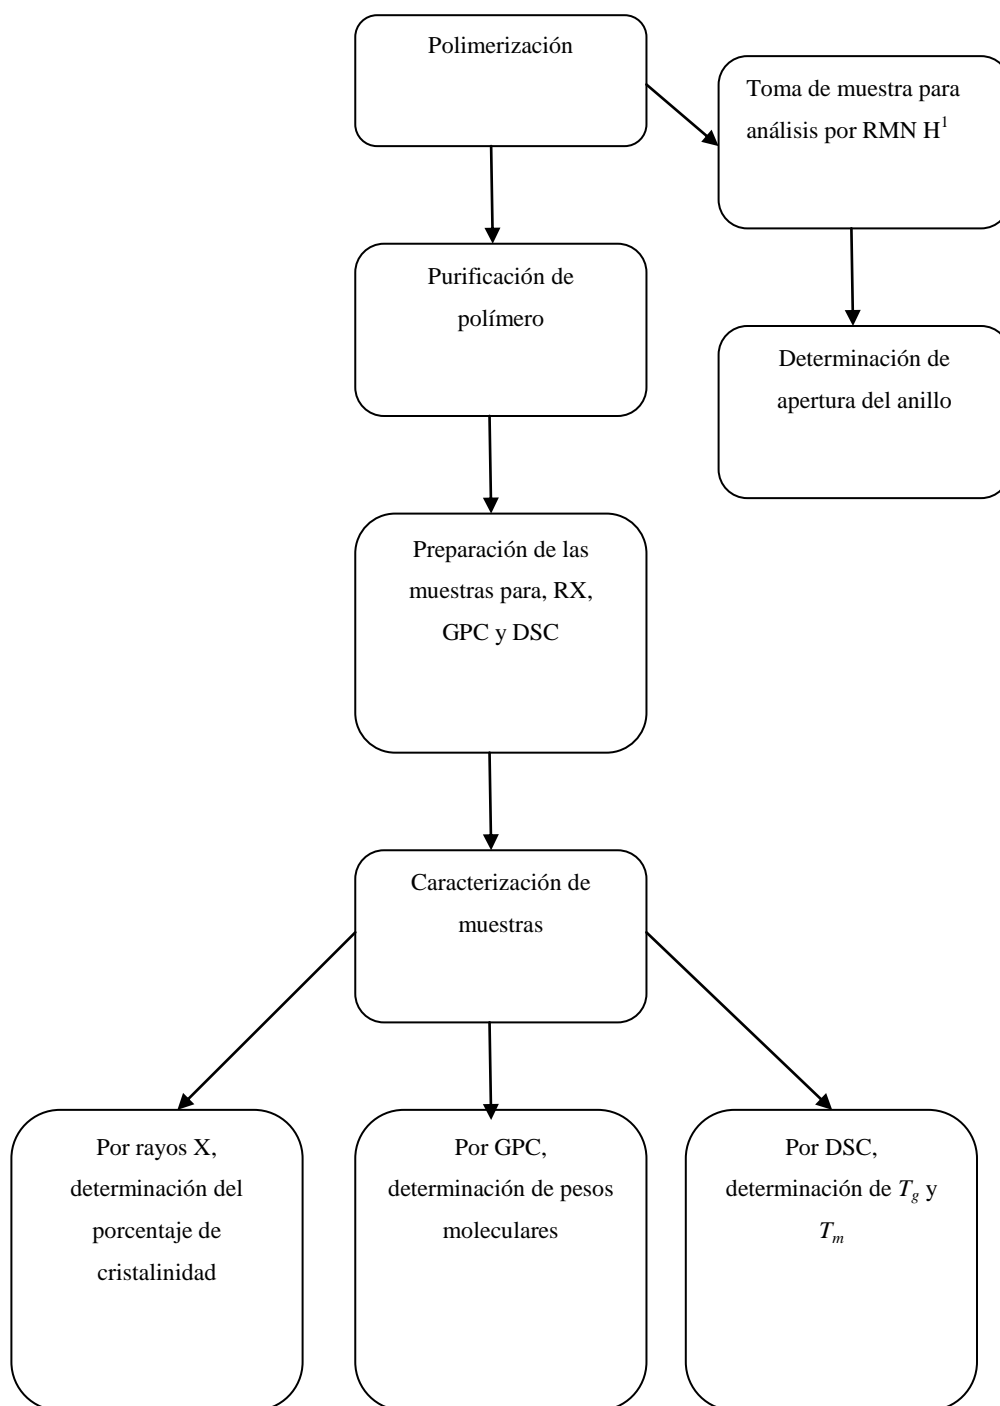 Polimerización
Toma de muestra para
análisis por RMN H¹
Purificación de
polímero
Determinación de
apertura del anillo
Preparación de las
muestras para, RX,
GPC y DSC
Caracterización de
muestras
Por rayos X,
determinación del
porcentaje de
cristalinidad
Por GPC,
determinación de pesos
moleculares
Por DSC,
determinación de Tg y
Tm